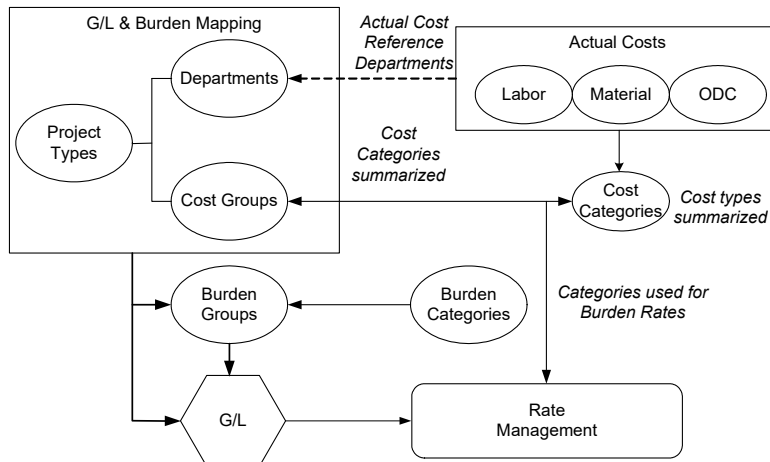 G/L & Burden Mapping
Actual Cost
Reference
Departments
Actual Costs
Departments
Labor
Material
ODC
Project
Types
Cost
Categories
summarized
Cost Groups
Cost
Categories
Cost types
summarized
Burden
Groups
Burden
Categories
Categories used for
Burden Rates
G/L
Rate
Management